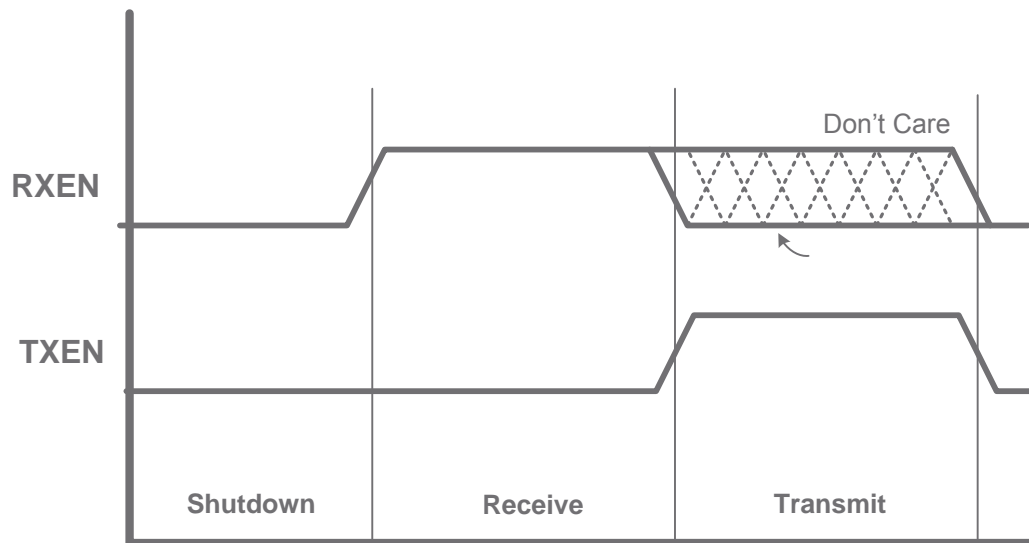 Don’t Care
RXEN
TXEN
Shutdown
Receive
Transmit